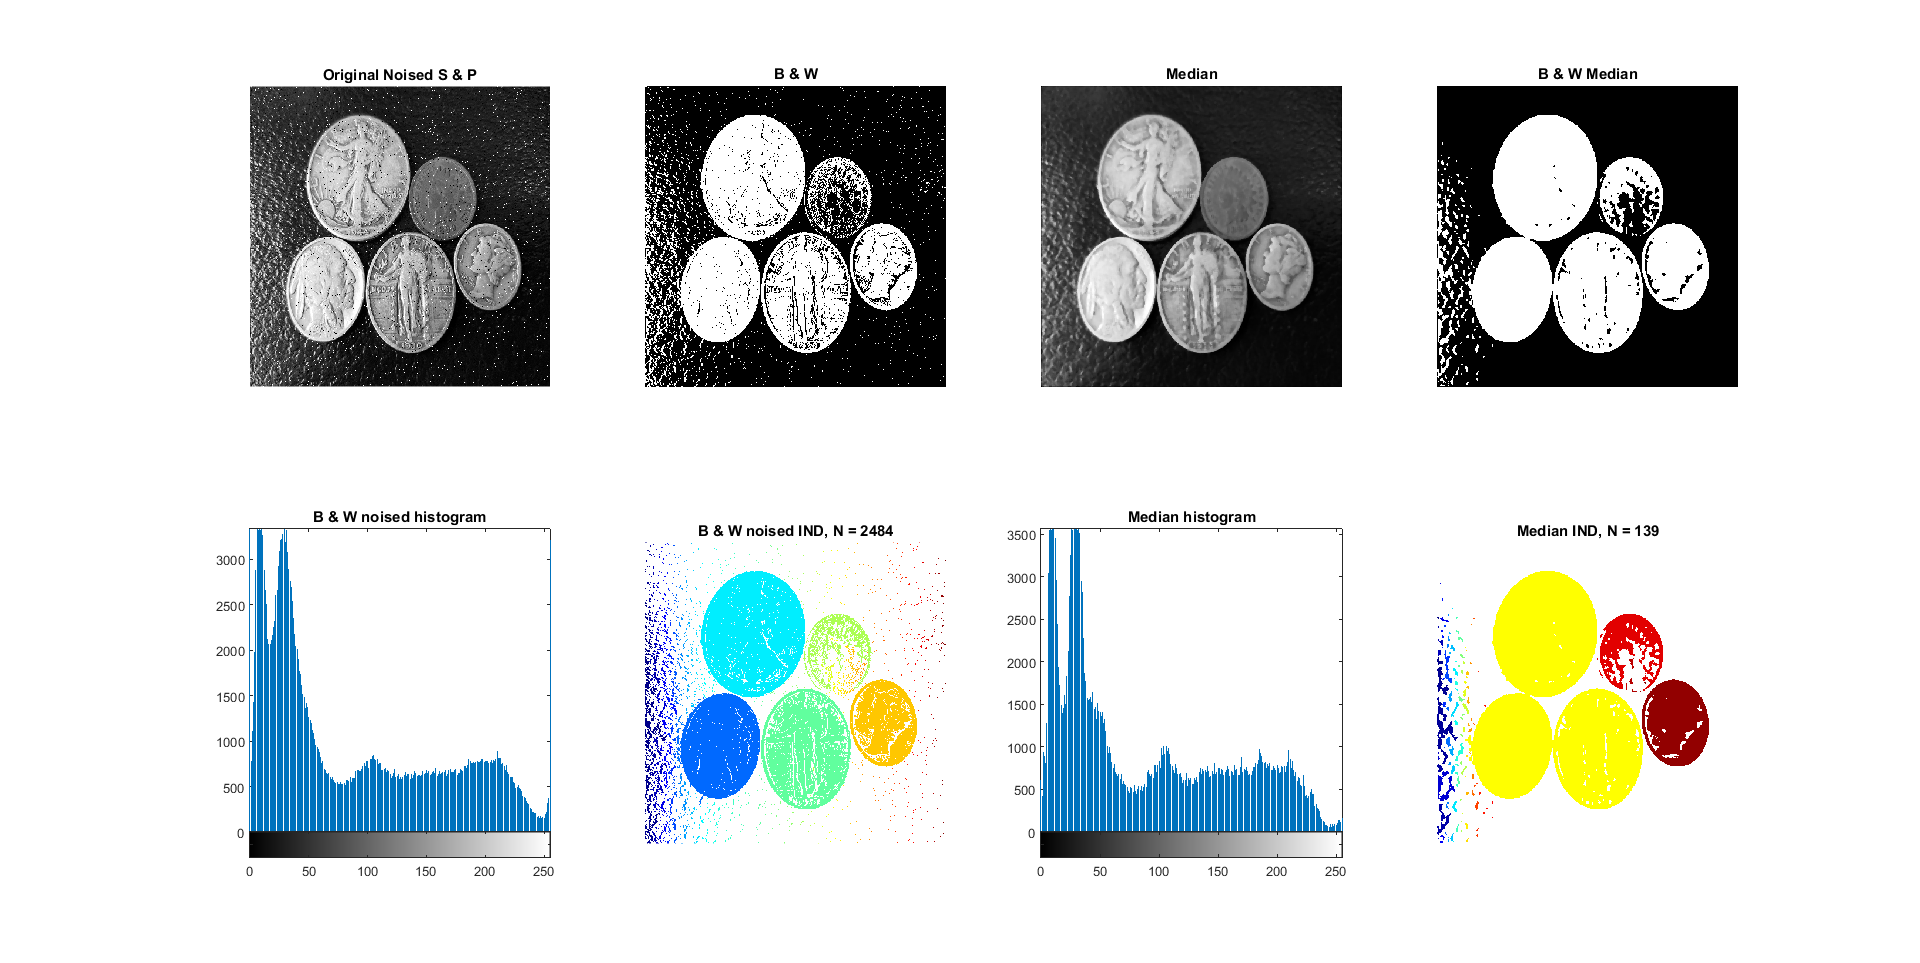 Original Noised S & P
B & W
Median
B & W Median
B & W noised histogram
3000
2500
2000
1500
1000
500
0
0 50 100 150 200 250
B & W noised IND, N = 2484
Median histogram
3500
3000
2500
2000
1500
1000
500
0
0 50 100 150 200 250
Median IND, N = 139